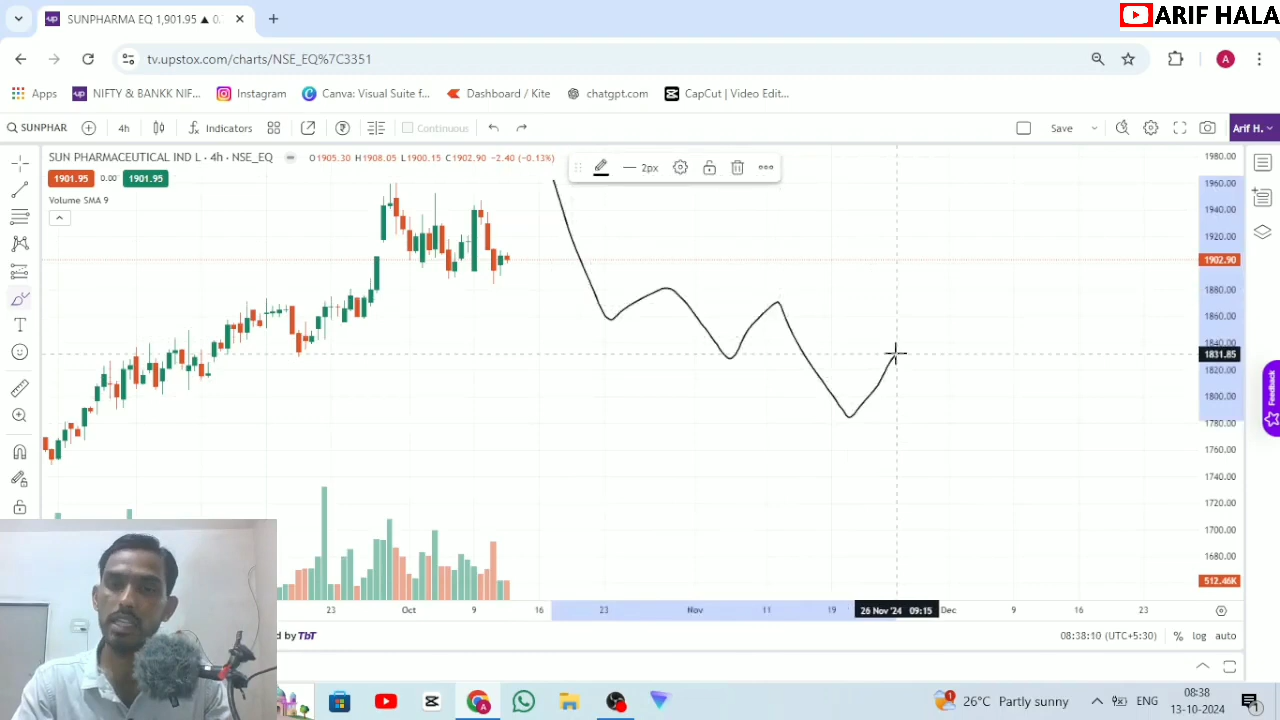 SUNPHARMA EQ 1,901.95 ▲ 0.
ARIF HALA
tv.upstox.com/charts/NSE_EQ%7C3351
A
Apps
NIFTY & BANKK NIF...
Instagram
Canva: Visual Suite f...
Dashboard / Kite
chatgpt.com
CapCut | Video Edit...
SUNPHAR
4h
Indicators
Continuous
Save
Arif H.
SUN PHARMACEUTICAL IND L · 4h · NSE_EQ
O1905.30 H1908.05 L1900.15 C1902.90 −2.40 (−0.13%)
2px
1901.95
0.00
1901.95
Volume SMA 9
1980.00
1960.00
1940.00
1920.00
1902.90
1880.00
1860.00
1840.00
1831.85
1820.00
1800.00
1780.00
1760.00
1740.00
1720.00
1700.00
1680.00
512.46K
Feedback
23
Oct
9
16
23
Nov
11
19
26 Nov '24 09:15
Dec
9
16
23
d by TbT
08:38:10 (UTC+5:30)
%
log
auto
1
26°C Partly sunny
ENG
08:38
13-10-2024
1